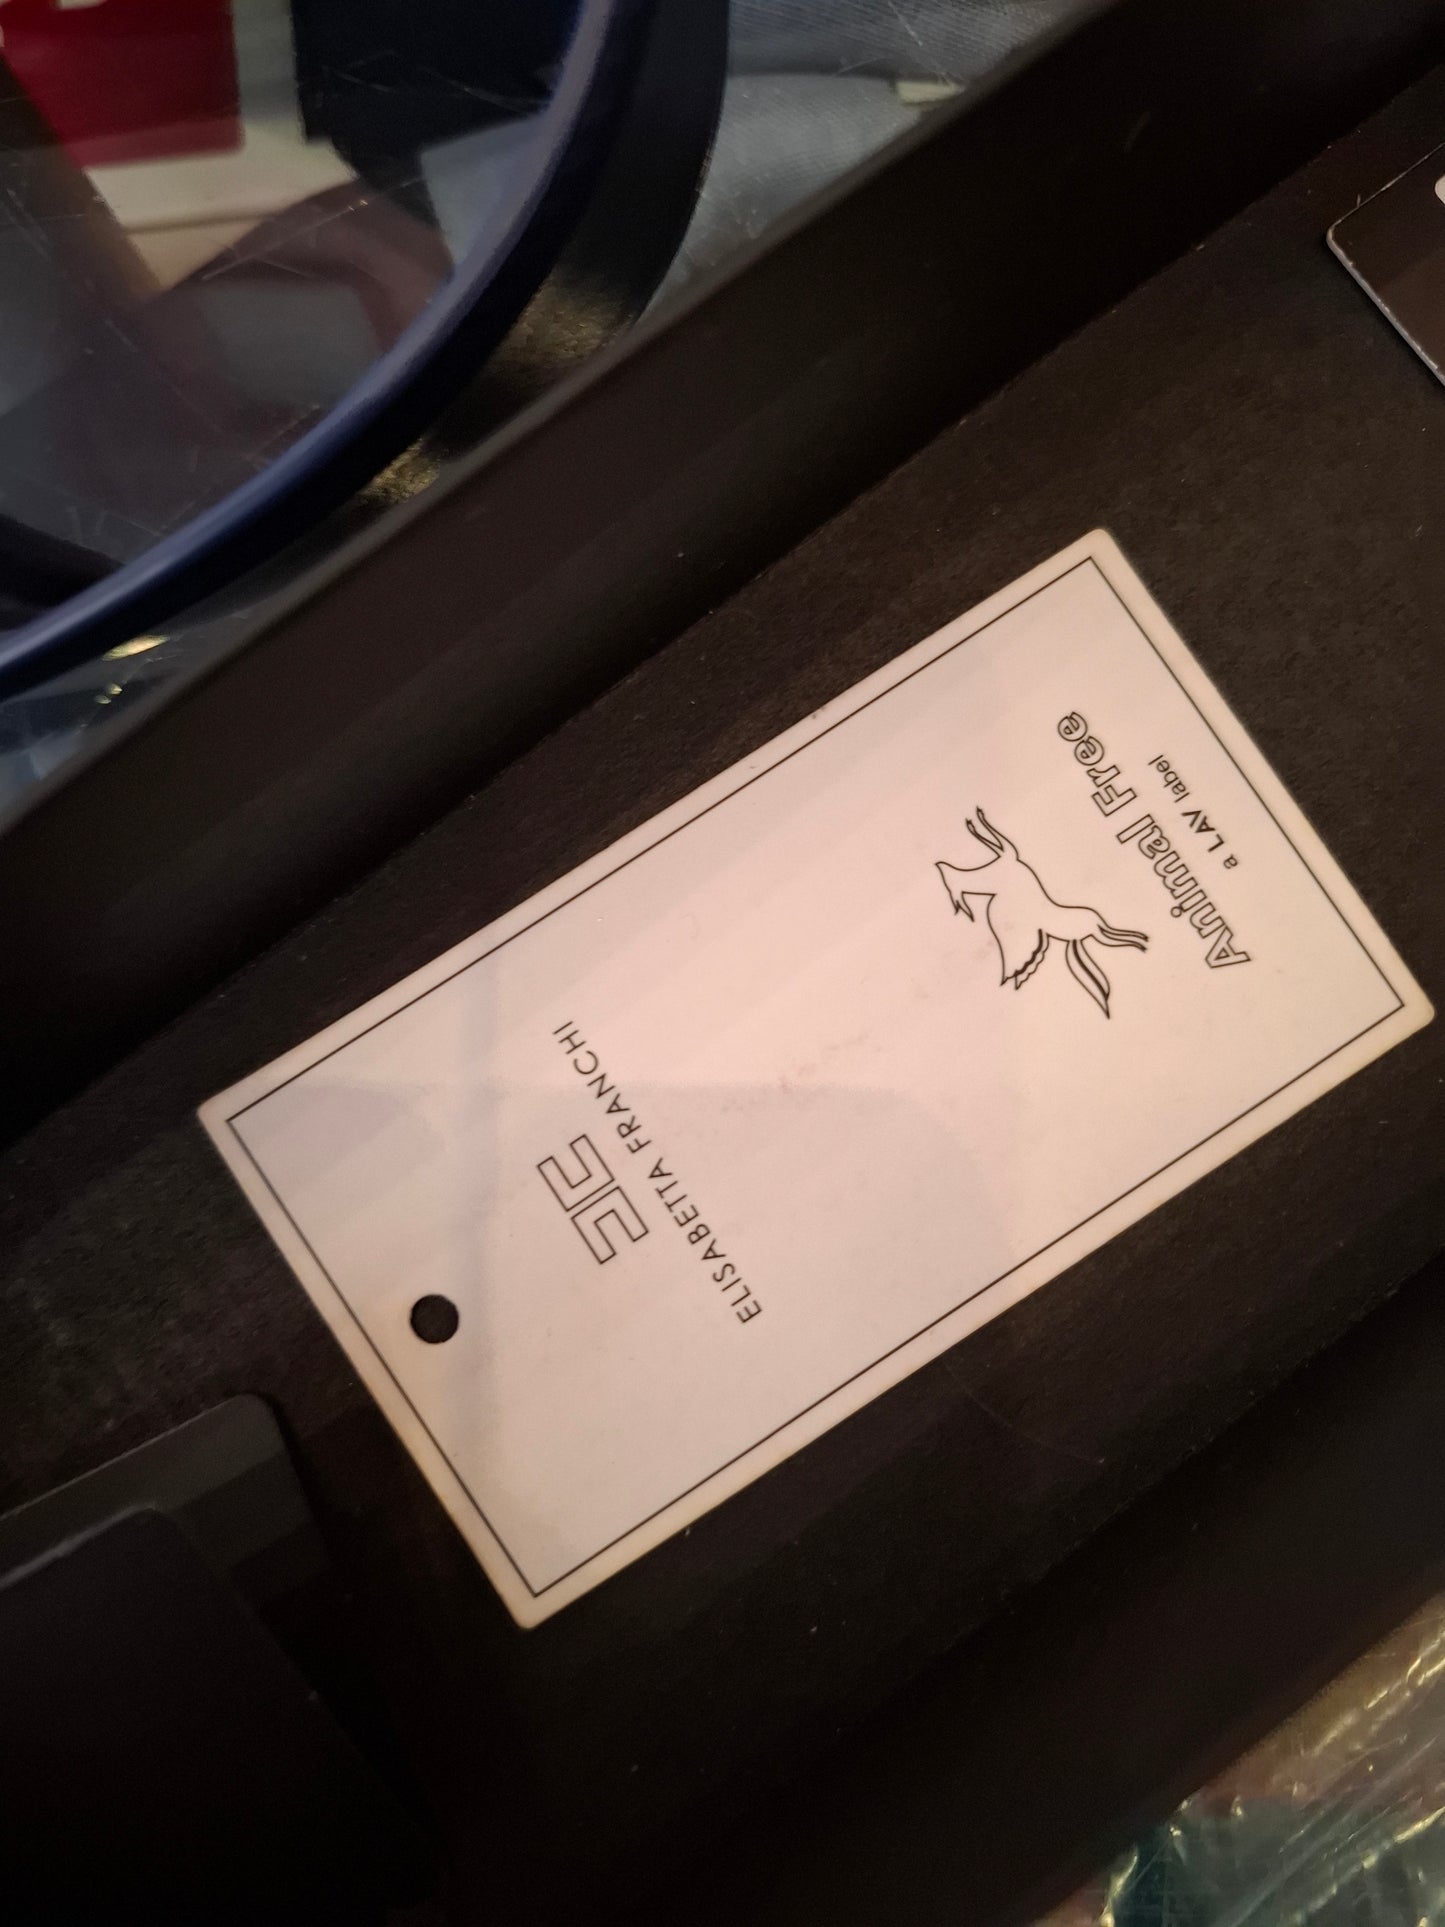 ELISABETTA FRANCHI
Animal Free
a LAV label